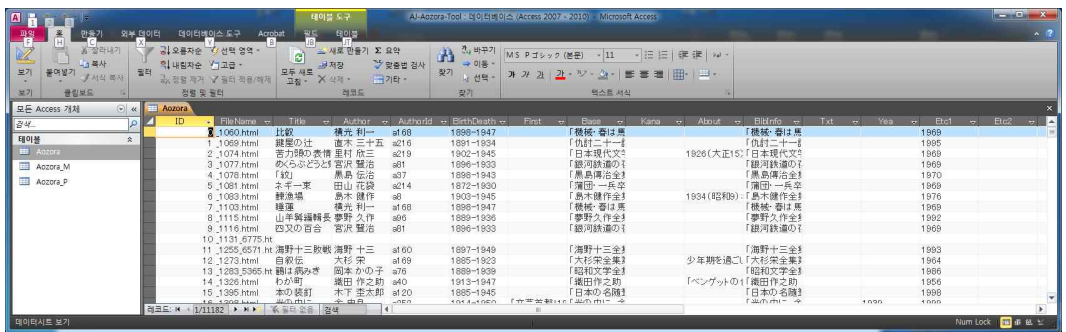 테이블 도구
AJ-Aozora-Tool : 데이터베이스 (Access 2007 - 2010) - Microsoft Access
파일 홈 만들기 외부 데이터 데이터베이스 도구 Acrobat 필드 테이블
보기
붙여넣기
잘라내기
복사
서식 복사
클립보드
필터
오름차순
내림차순
정렬 제거
선택 영역
고급
필터 적용/해제
정렬 및 필터
모두 새로 고침
새로 만들기
저장
삭제
Σ 요약
맞춤법 검사
기타
레코드
찾기
바꾸기
이동
선택
찾기
MS P ゴシック (본문) 11
가 가 가
텍스트 서식
모든 Access 개체
검색...
테이블
Aozora
Aozora_M
Aozora_P
Aozora
ID FileName Title Author AuthorId BirthDeath First Base Kana About BibInfo Txt Yea Etc1 Etc2
0 _1060.html 比叡 横光 利一 a168 1898-1947 「機械・春は馬 「機械・春は馬 1969
1 _1069.html 鍵屋の辻 直木 三十五 a216 1891-1934 「仇討二十一 「仇討二十一 1995
2 _1074.html 苦力頭の表情 里村 欣三 a219 1902-1945 「日本現代文 1926(大正15) 「日本現代文 1969
3 _1077.html めくらぶどうと 宮沢 賢治 a81 1896-1933 「銀河鉄道の 「銀河鉄道の 1969
4 _1078.html 「紋」 黒島 伝治 a37 1898-1943 「黒島傳治全 「黒島傳治全 1970
5 _1081.html ネギ一束 田山 花袋 a214 1872-1930 「蒲団・一兵卒 「蒲団・一兵卒 1969
6 _1083.html 鰊漁場 島木 健作 a8 1903-1945 「島木健作全 1934(昭和9) 「島木健作全 1976
7 _1103.html 睡蓮 横光 利一 a168 1898-1947 「機械・春は馬 「機械・春は馬 1969
8 _1115.html 山羊髯編輯長 夢野 久作 a96 1889-1936 「夢野久作全 「夢野久作全 1992
9 _1116.html 四又の百合 宮沢 賢治 a81 1896-1933 「銀河鉄道の 「銀河鉄道の 1969
10 _1131_6775.ht
11 _1255_6571.ht 海野十三敗戦 海野 十三 a160 1897-1949 「海野十三全 「海野十三全 1993
12 _1273.html 自叙伝 大杉 栄 a169 1885-1923 「大杉栄全集 少年期を過ごし 「大杉栄全集 1964
13 _1283_5365.ht 鶴は病みき 岡本 かの子 a76 1889-1939 「昭和文学全 「昭和文学全 1986
14 _1326.html わが町 織田 作之助 a40 1913-1947 「織田作之助 「ベンゲットの 「織田作之助 1956
15 _1395.html 本の装釘 木下 杢太郎 a120 1885-1945 「日本の名随 「日本の名随 1998
레코드: 1/11182 필터 없음 검색
데이터시트 보기
Num Lock